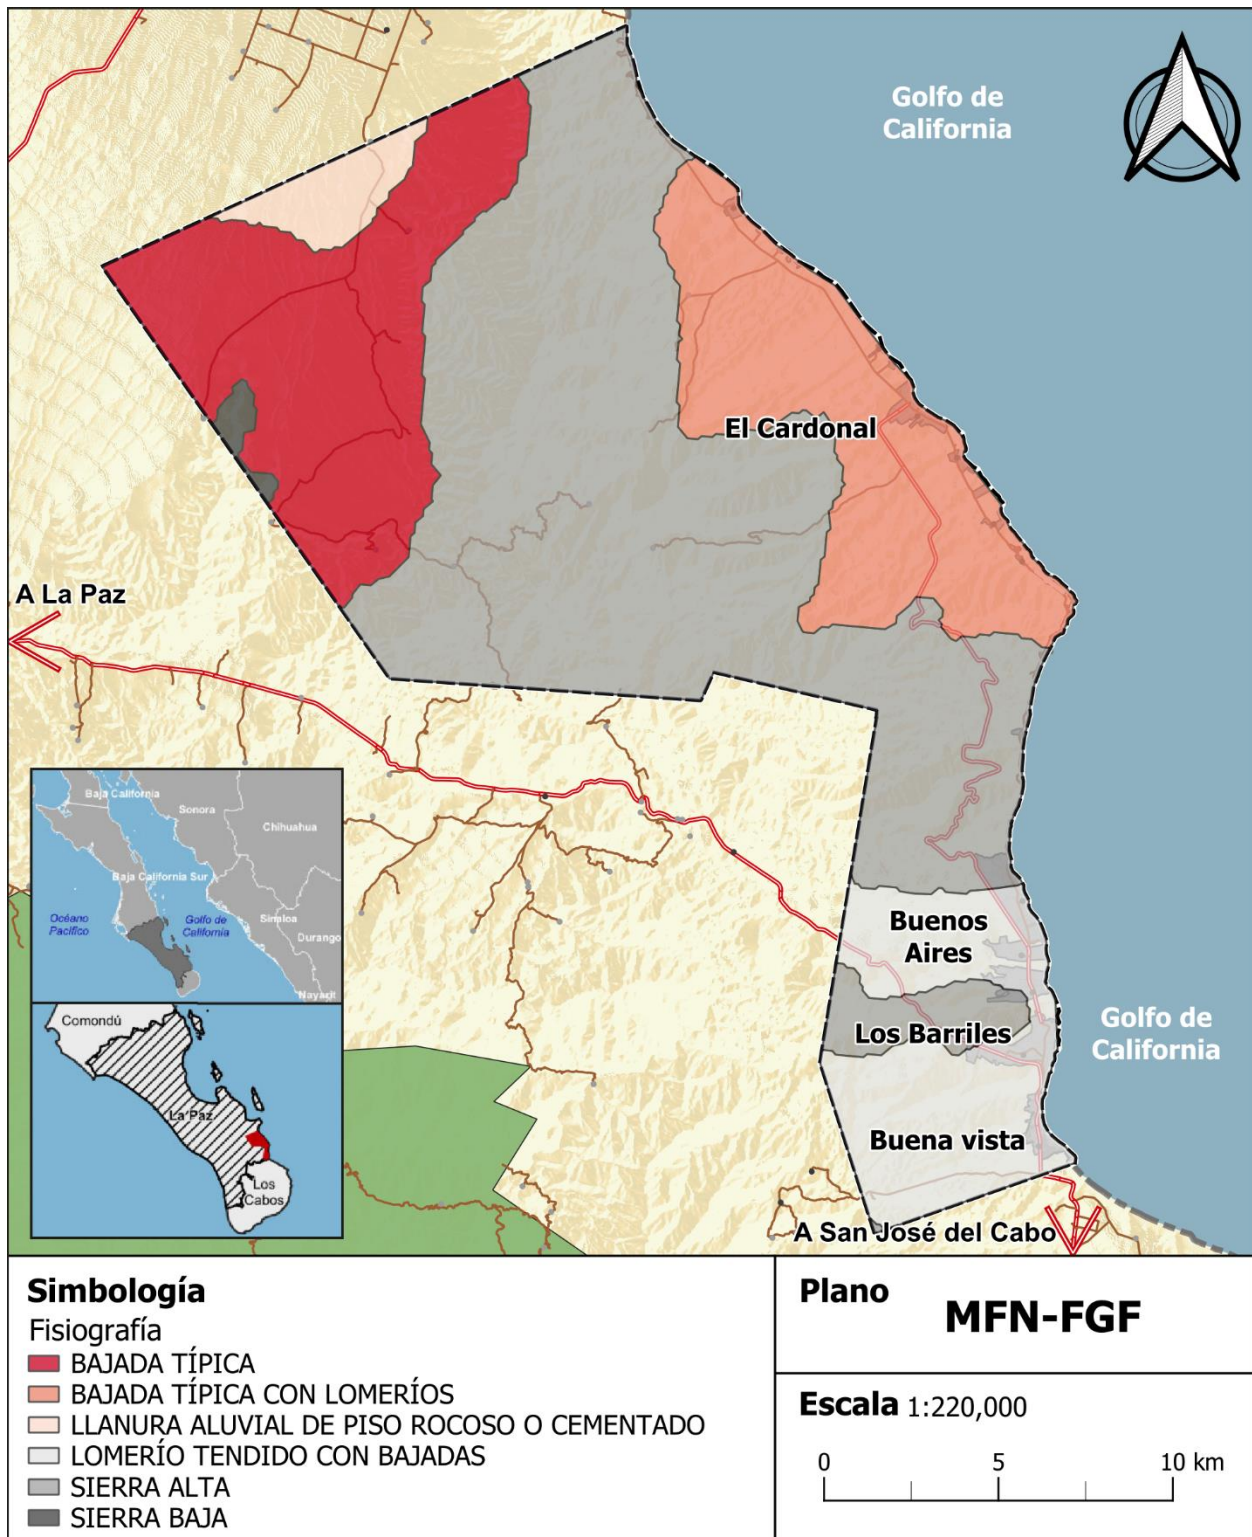 Golfo de
California
El Cardonal
A La Paz
Buenos
Aires
Los Barriles
Golfo de
California
Buena vista
A San José del Cabo
Baja California
Sonora
Chihuahua
Baja California Sur
Sinaloa
Océano
Pacífico
Golfo de
California
Durango
Nayarit
Comondú
La Paz
Los
Cabos
Simbología
Fisiografía
BAJADA TÍPICA
BAJADA TÍPICA CON LOMERÍOS
LLANURA ALUVIAL DE PISO ROCOSO O CEMENTADO
LOMERÍO TENDIDO CON BAJADAS
SIERRA ALTA
SIERRA BAJA
Plano
MFN-FGF
Escala 1:220,000
0 5 10 km